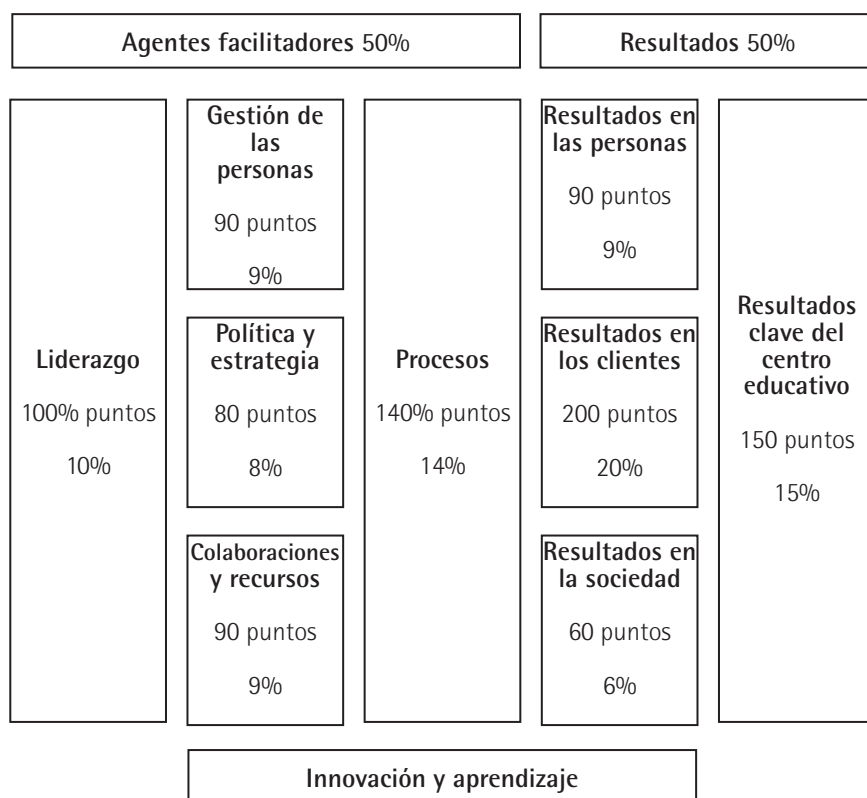 Agentes facilitadores 50%
Resultados 50%
Liderazgo
100% puntos
10%
Gestión de
las
personas
90 puntos
9%
Política y
estrategia
80 puntos
8%
Colaboraciones
y recursos
90 puntos
9%
Procesos
140% puntos
14%
Resultados en
las personas
90 puntos
9%
Resultados en
los clientes
200 puntos
20%
Resultados en
la sociedad
60 puntos
6%
Resultados
clave del
centro
educativo
150 puntos
15%
Innovación y aprendizaje